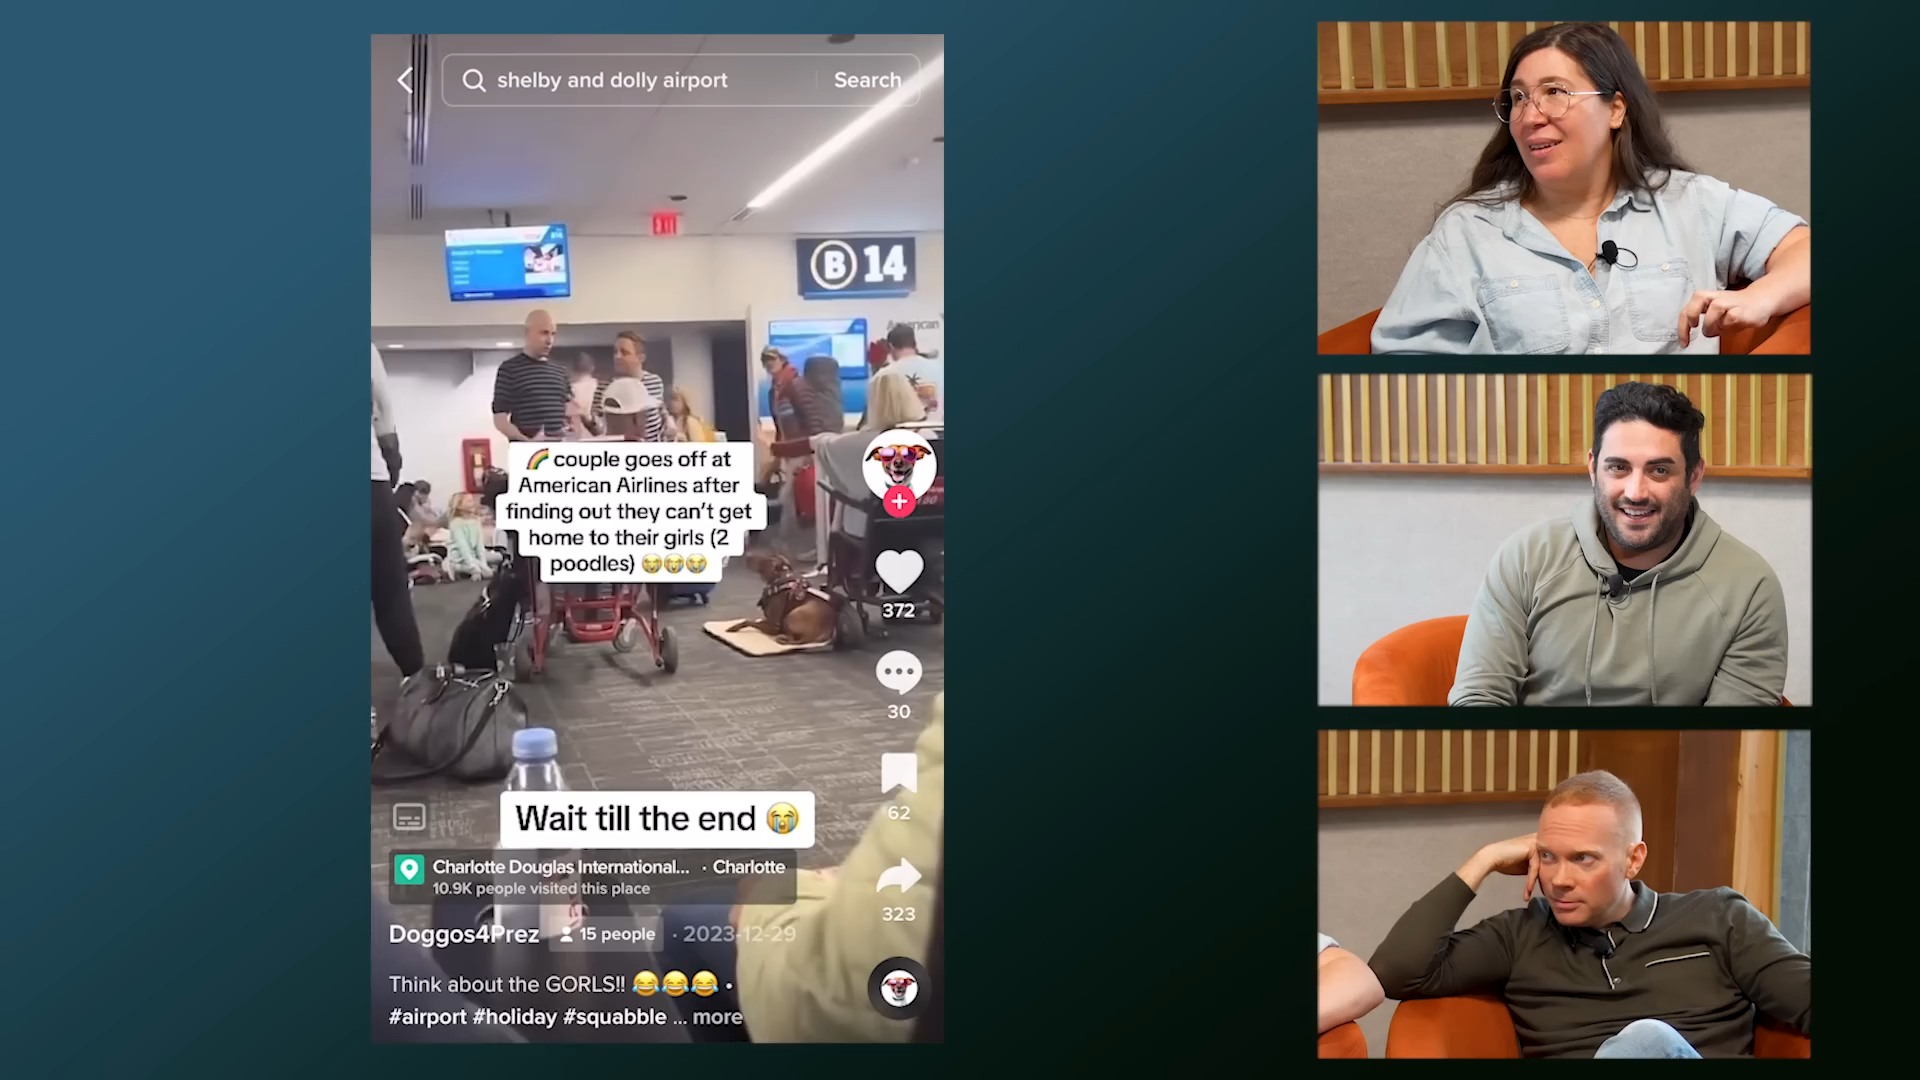 shelby and dolly airport
Search
EXIT
B 14
American
🌈 couple goes off at
American Airlines after
finding out they can't get
home to their girls (2
poodles) 😭😭😭
372
30
62
Wait till the end 😭
Charlotte Douglas International... · Charlotte
10.9K people visited this place
323
Doggos4Prez
15 people
· 2023-12-29
Think about the GORLS!! 😂😂😂 •
#airport #holiday #squabble ... more